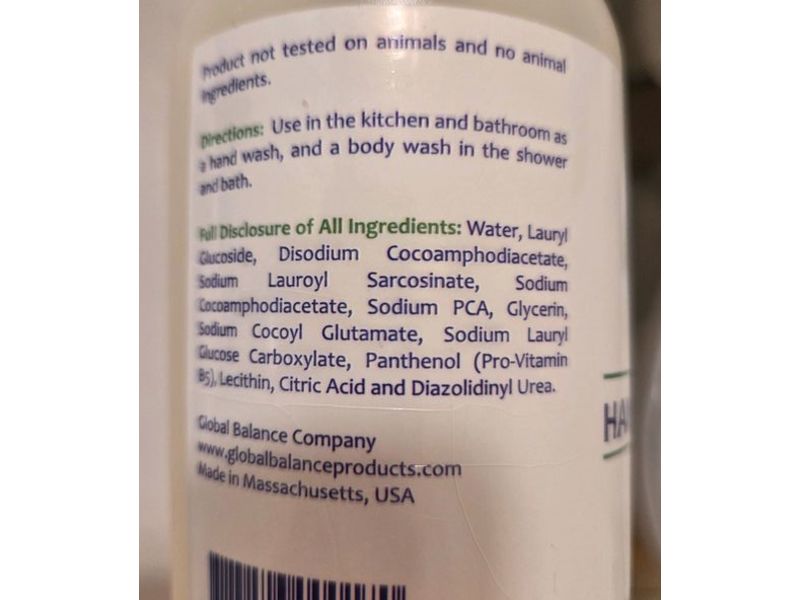 Product not tested on animals and no animal
ingredients.
Directions: Use in the kitchen and bathroom as
a hand wash, and a body wash in the shower
and bath.
Full Disclosure of All Ingredients: Water, Lauryl
Glucoside, Disodium Cocoamphodiacetate,
Sodium Lauroyl Sarcosinate, Sodium
Cocoamphodiacetate, Sodium PCA, Glycerin,
Sodium Cocoyl Glutamate, Sodium Lauryl
Glucose Carboxylate, Panthenol (Pro-Vitamin
B5), Lecithin, Citric Acid and Diazolidinyl Urea.
Global Balance Company
www.globalbalanceproducts.com
Made in Massachusetts, USA